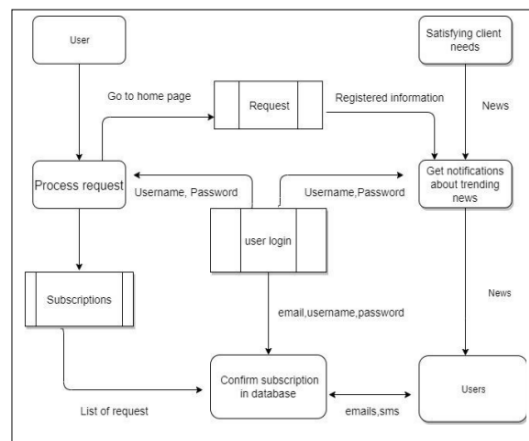 User
Satisfying client
needs
Go to home page
Request
Registered information
News
Process request
Username, Password
Username,Password
Get notifications
about trending
news
user login
Subscriptions
News
email,username,password
Confirm subscription
in database
Users
List of request
emails,sms